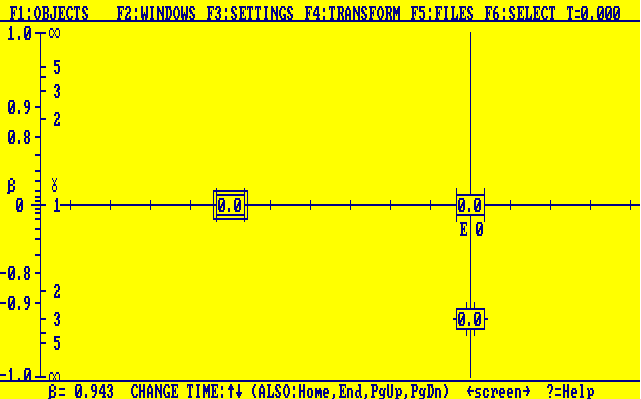 F1:OBJECTS F2:WINDOWS F3:SETTINGS F4:TRANSFORM F5:FILES F6:SELECT T=0.000
1.0 ∞
5
3
0.9
2
0.8
β γ
0 1 0.0 0.0
E 0
-0.8
2
-0.9
3 0.0
5
-1.0 ∞
β= 0.943 CHANGE TIME:↑↓ (ALSO:Home,End,PgUp,PgDn) ←screen→ ?=Help